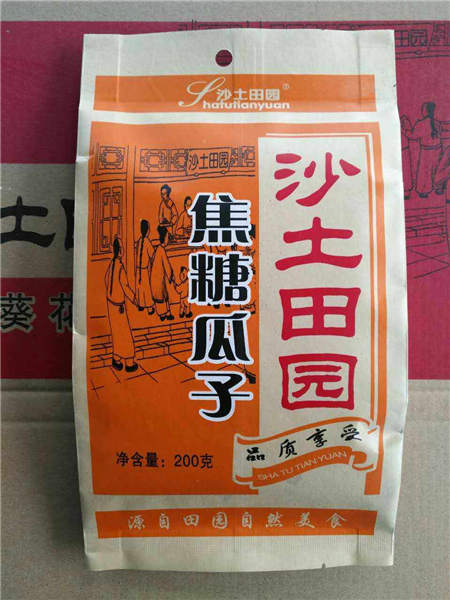 沙土田园®
Shatutianyuan
沙土田园
沙土田园
焦糖瓜子
品质享受
SHA TU TIAN YUAN
净含量：200克
源自田园自然美食
土
葵花